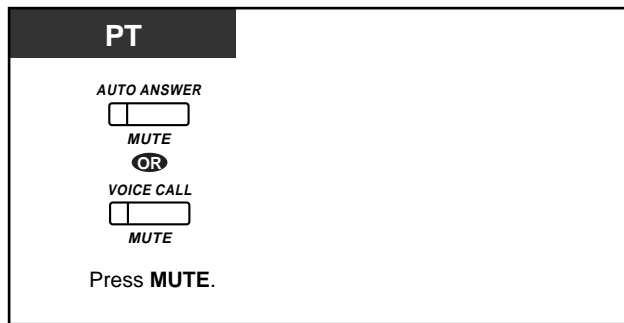 PT
AUTO ANSWER
MUTE
OR
VOICE CALL
MUTE
Press MUTE.